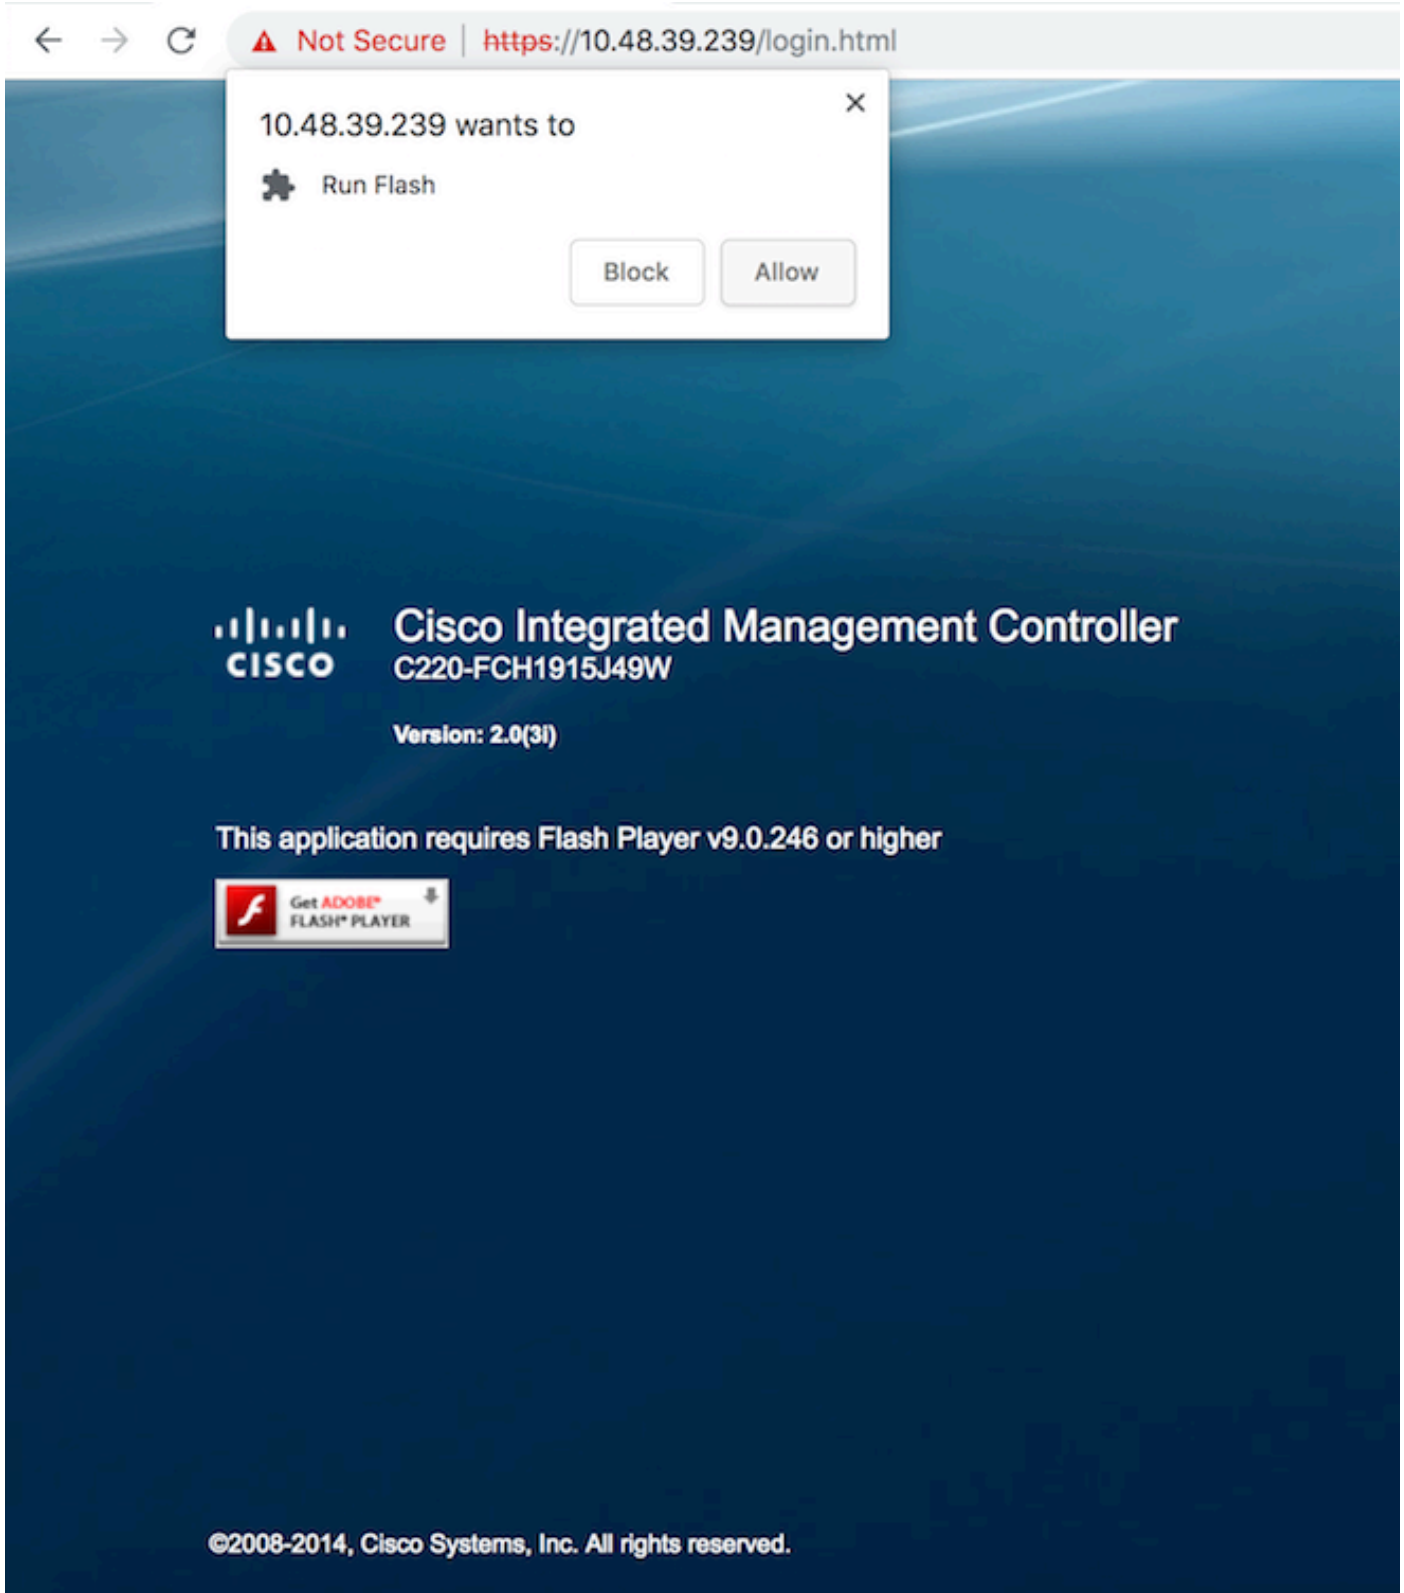 Not Secure | https://10.48.39.239/login.html
10.48.39.239 wants to
Run Flash
Block Allow
CISCO
Cisco Integrated Management Controller
C220-FCH1915J49W
Version: 2.0(3i)
This application requires Flash Player v9.0.246 or higher
Get ADOBE®
FLASH® PLAYER
©2008-2014, Cisco Systems, Inc. All rights reserved.